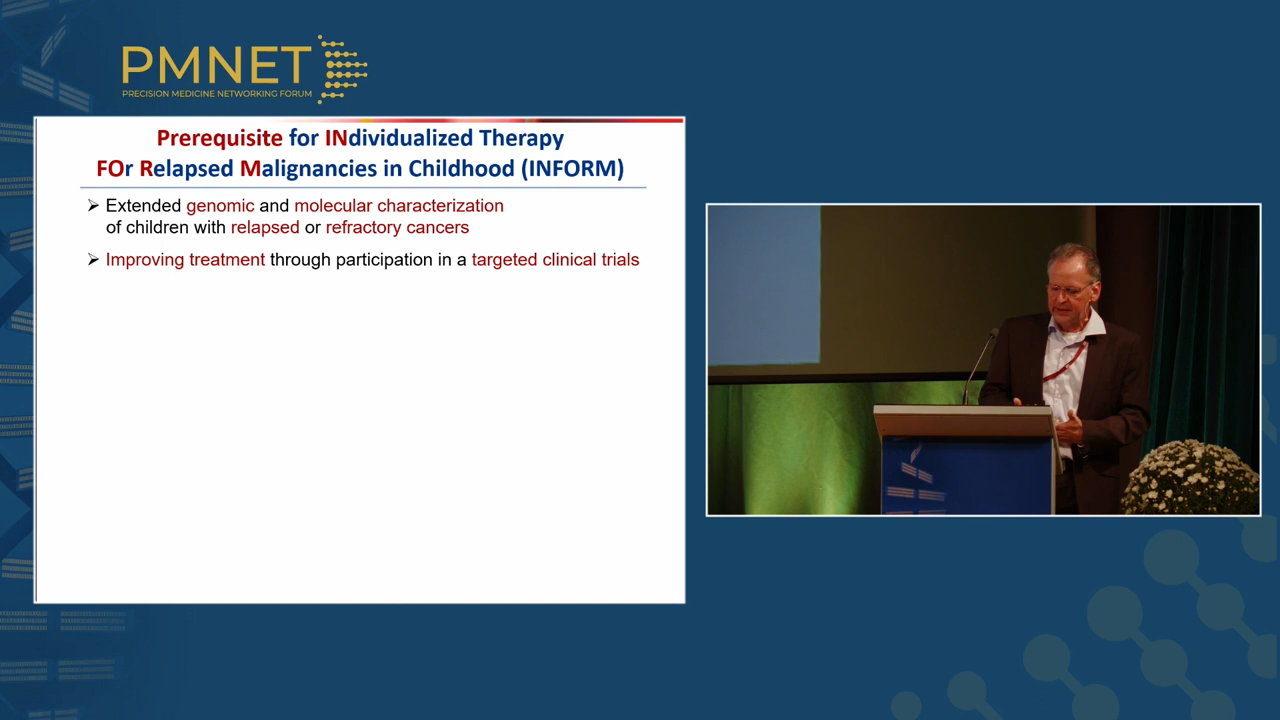 PMNET
PRECISION MEDICINE NETWORKING FORUM
Prerequisite for INdividualized Therapy
FOr Relapsed Malignancies in Childhood (INFORM)
➢ Extended genomic and molecular characterization
of children with relapsed or refractory cancers
➢ Improving treatment through participation in a targeted clinical trials